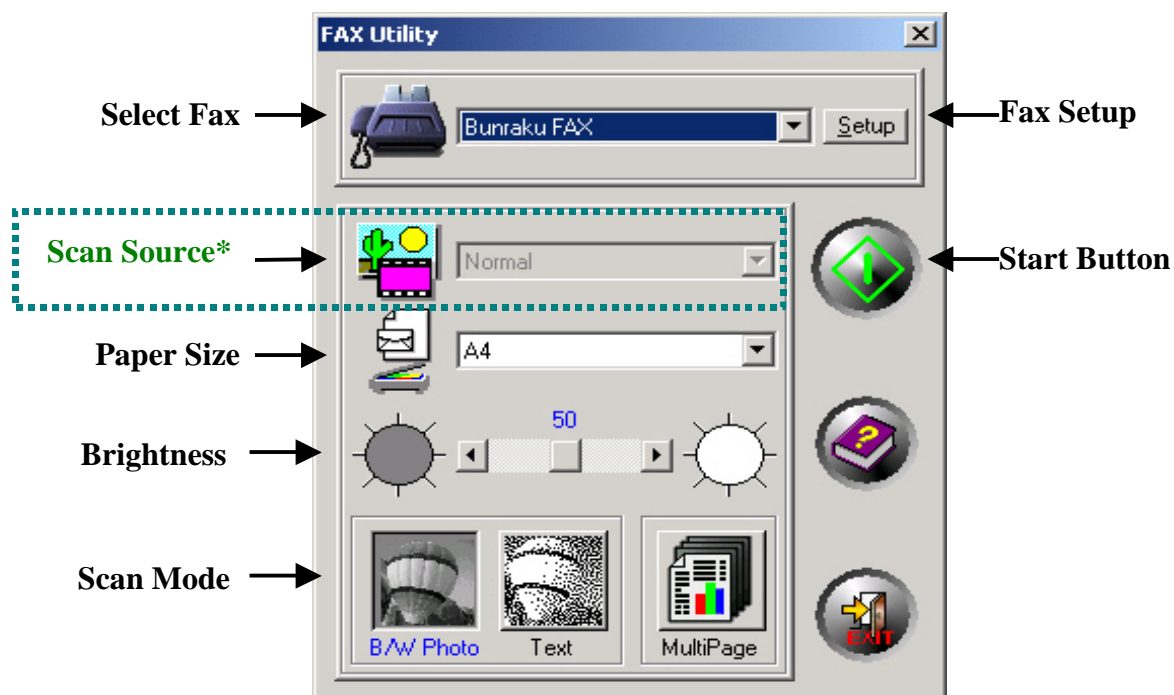 FAX Utility
Select Fax
Bunraku FAX
Setup
Fax Setup
Scan Source*
Normal
Start Button
Paper Size
A4
50
Brightness
Scan Mode
B/W Photo
Text
MultiPage
?
EXIT